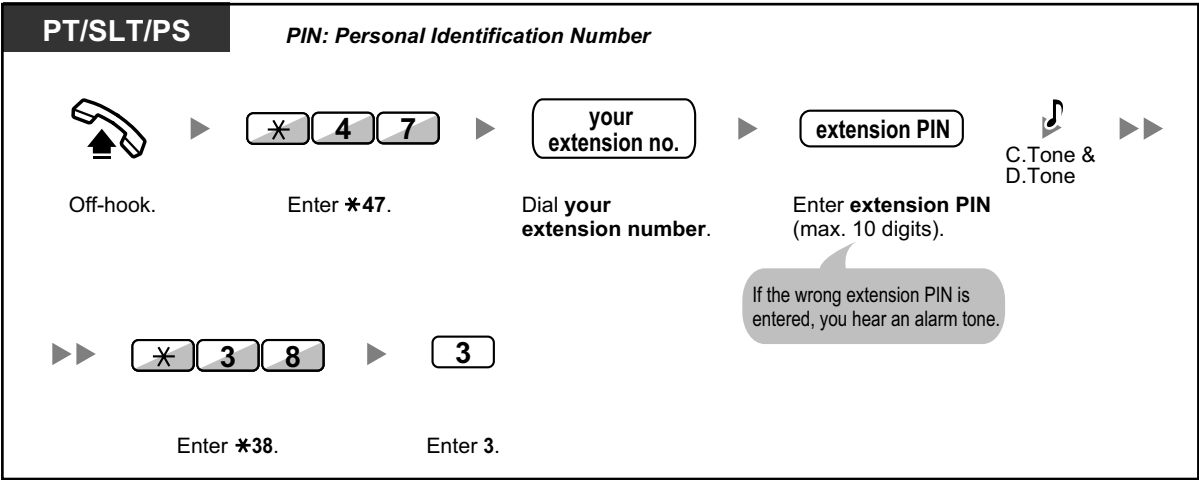 PT/SLT/PS
PIN: Personal Identification Number
✳ 4 7
your
extension no.
extension PIN
C.Tone &
D.Tone
Off-hook.
Enter ✳47.
Dial your
extension number.
Enter extension PIN
(max. 10 digits).
If the wrong extension PIN is
entered, you hear an alarm tone.
✳ 3 8
3
Enter ✳38.
Enter 3.